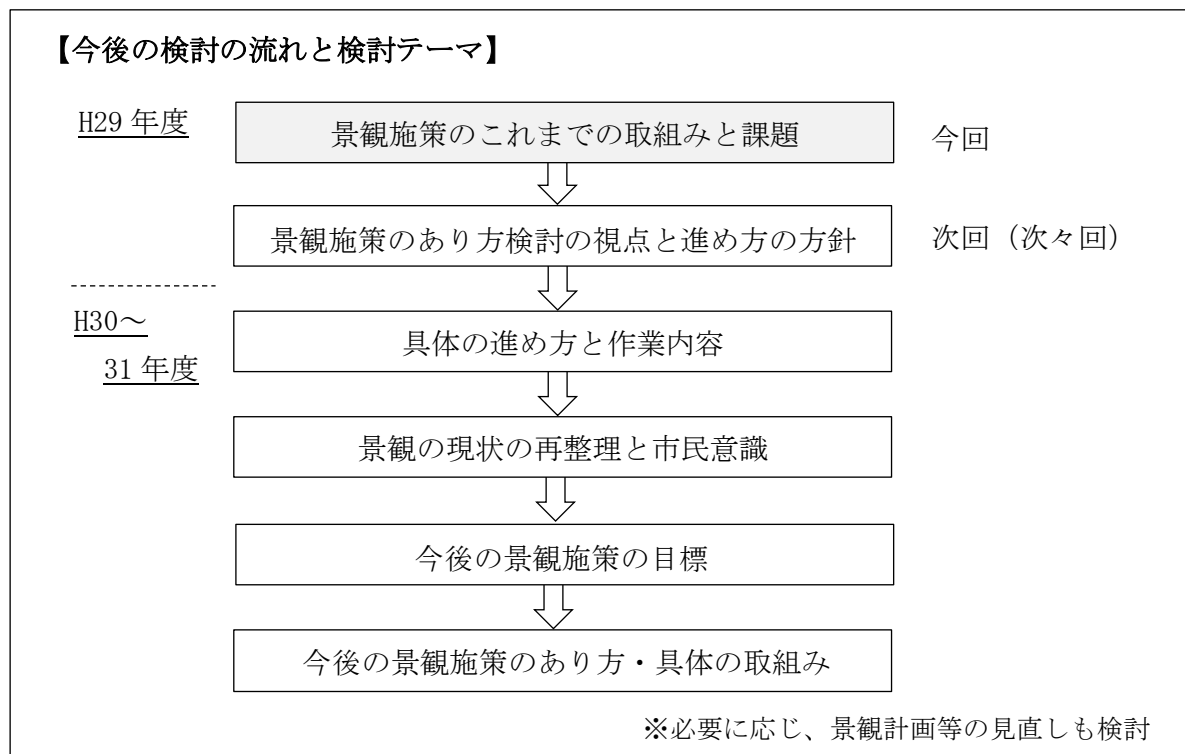 【今後の検討の流れと検討テーマ】
H29 年度
景観施策のこれまでの取組みと課題
今回
景観施策のあり方検討の視点と進め方の方針
次回（次々回）
H30～
31 年度
具体の進め方と作業内容
景観の現状の再整理と市民意識
今後の景観施策の目標
今後の景観施策のあり方・具体の取組み
※必要に応じ、景観計画等の見直しも検討